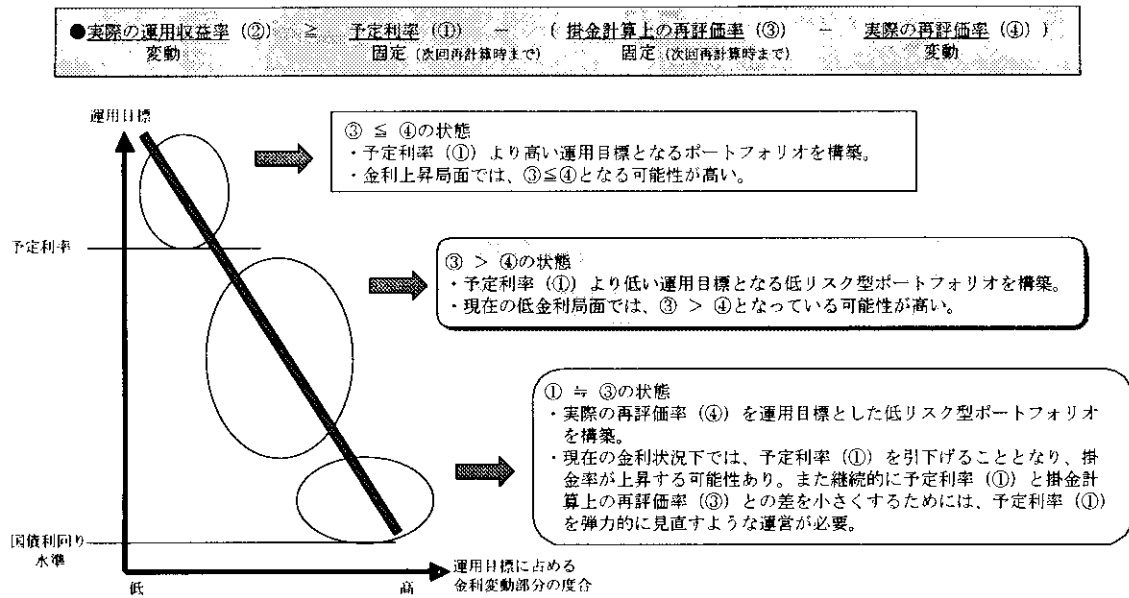 ●実際の運用収益率（②） ≧ 予定利率（①） － （ 掛金計算上の再評価率（③） － 実際の再評価率（④））
変動 固定（次回再計算時まで） 固定（次回再計算時まで） 変動
運用目標
③ ≦ ④の状態
・予定利率（①）より高い運用目標となるポートフォリオを構築。
・金利上昇局面では、③≦④となる可能性が高い。
予定利率
③ ＞ ④の状態
・予定利率（①）より低い運用目標となる低リスク型ポートフォリオを構築。
・現在の低金利局面では、③ ＞ ④となっている可能性が高い。
① ≒ ③の状態
・実際の再評価率（④）を運用目標とした低リスク型ポートフォリオ
を構築。
・現在の金利状況下では、予定利率（①）を引下げることとなり、掛
金率が上昇する可能性あり。また継続的に予定利率（①）と掛金計
算上の再評価率（③）との差を小さくするためには、予定利率（①）
を弾力的に見直すような運営が必要。
国債利回り
水準
低
高
運用目標に占める
金利変動部分の度合